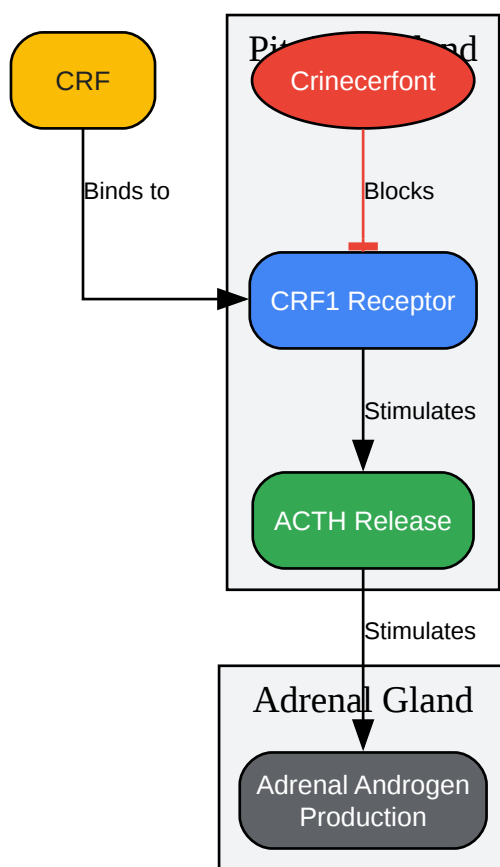 CRF
Crinecerfont
Binds to
Blocks
CRF1 Receptor
Stimulates
ACTH Release
Stimulates
Adrenal Gland
Adrenal Androgen
Production